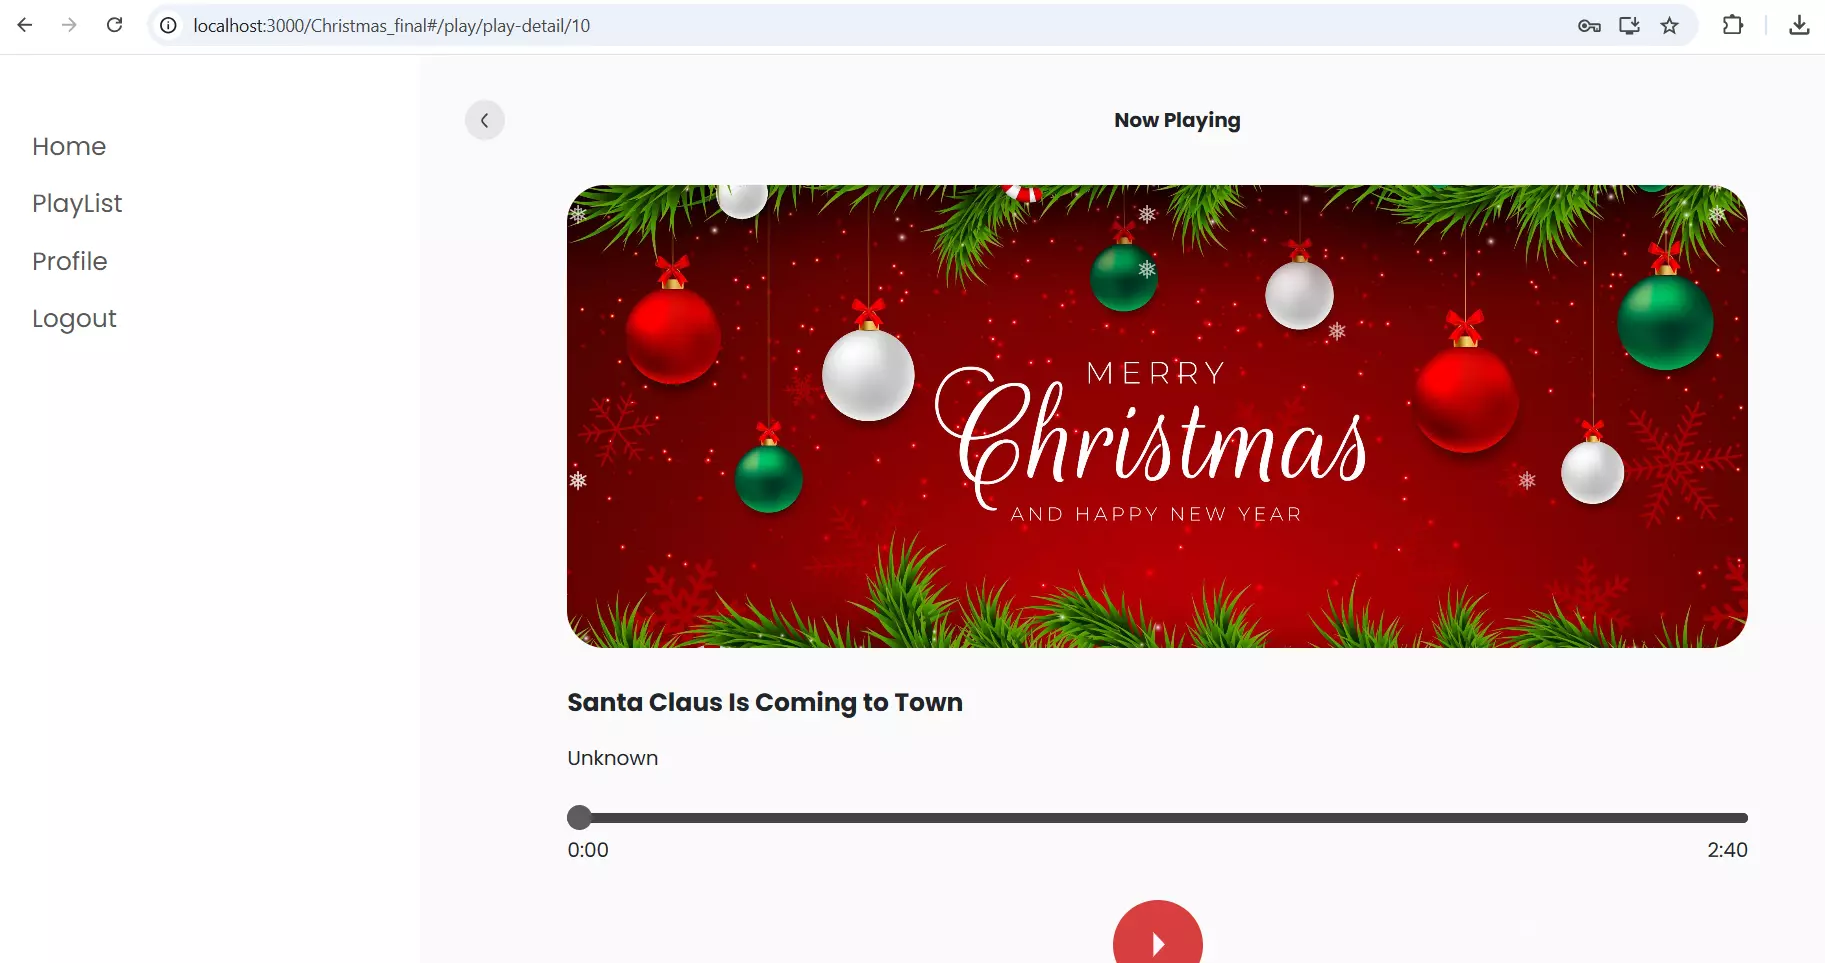 localhost:3000/Christmas_final#/play/play-detail/10
Home
PlayList
Profile
Logout
Now Playing
MERRY
Christmas
AND HAPPY NEW YEAR
Santa Claus Is Coming to Town
Unknown
0:00
2:40